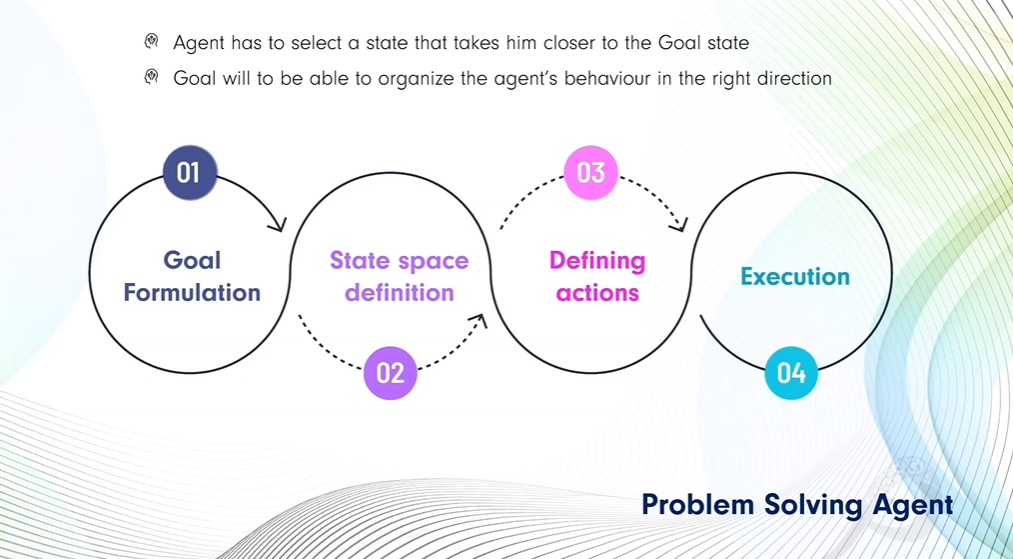 Agent has to select a state that takes him closer to the Goal state
Goal will to be able to organize the agent's behaviour in the right direction
01
Goal
Formulation
02
State space
definition
03
Defining
actions
04
Execution
Problem Solving Agent